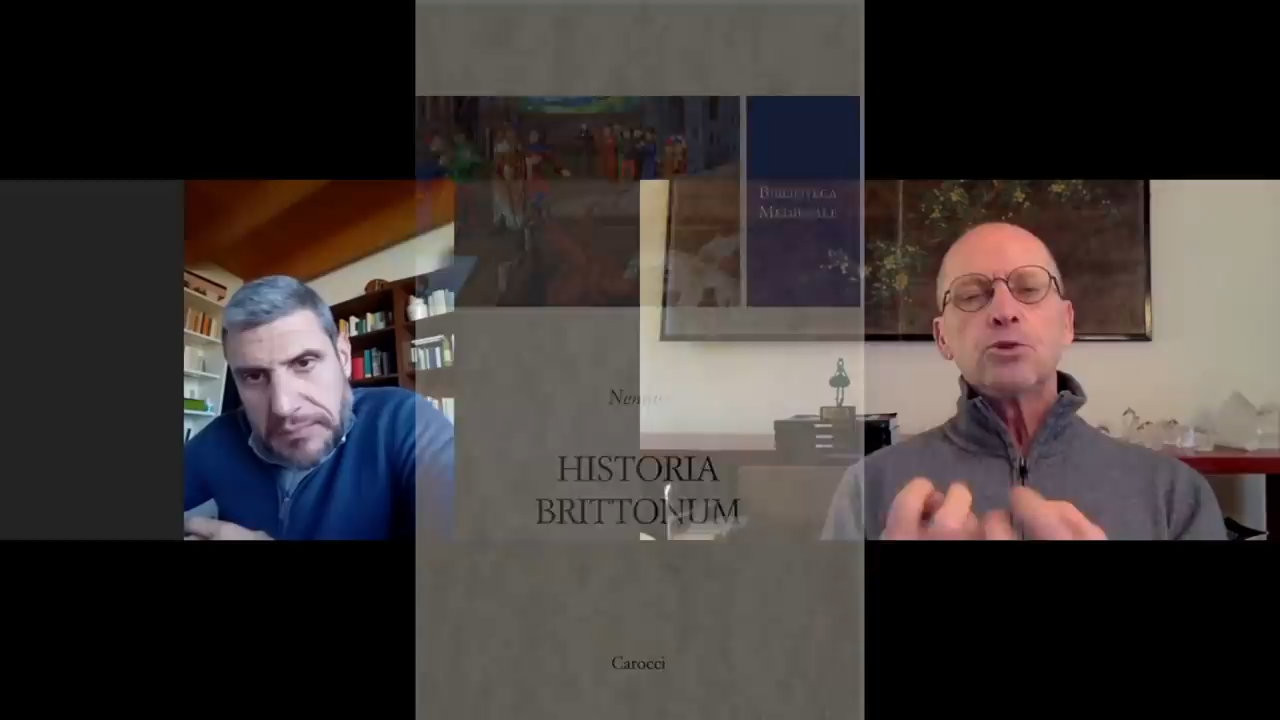 BIBLIOTECA
MEDIEVALE
HISTORIA
BRITTONUM
Carocci